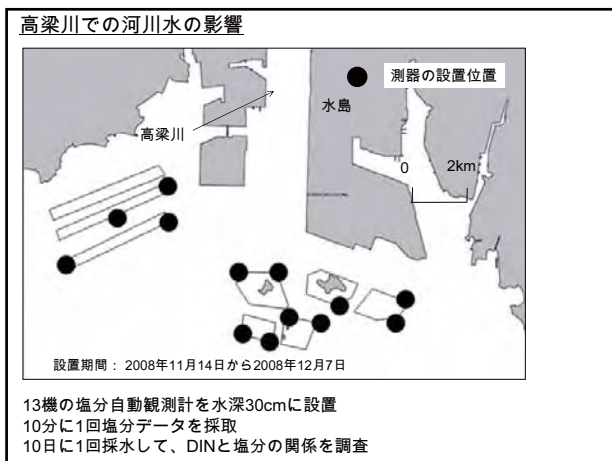 高梁川での河川水の影響
測器の設置位置
水島
高梁川
0 2km
設置期間： 2008年11月14日から2008年12月7日
13機の塩分自動観測計を水深30cmに設置
10分に1回塩分データを採取
10日に1回採水して、DINと塩分の関係を調査